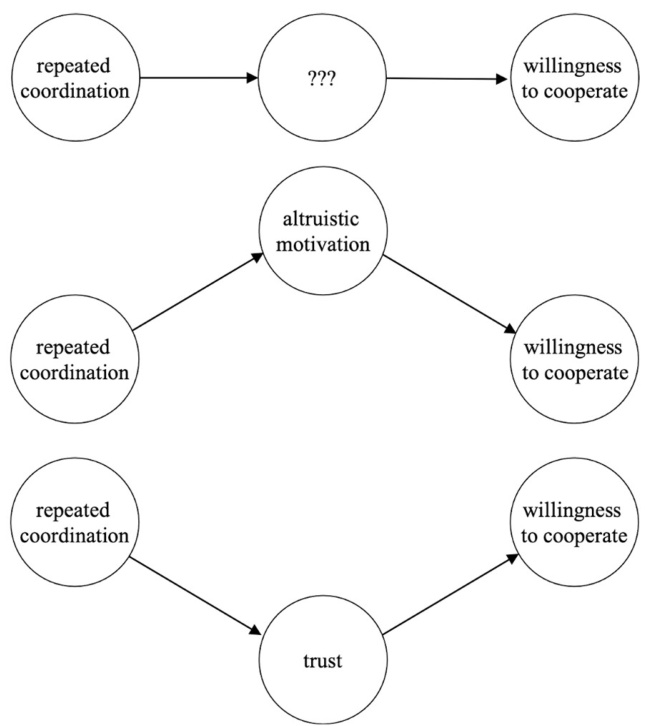 repeated
coordination
???
willingness
to cooperate
altruistic
motivation
repeated
coordination
willingness
to cooperate
repeated
coordination
willingness
to cooperate
trust